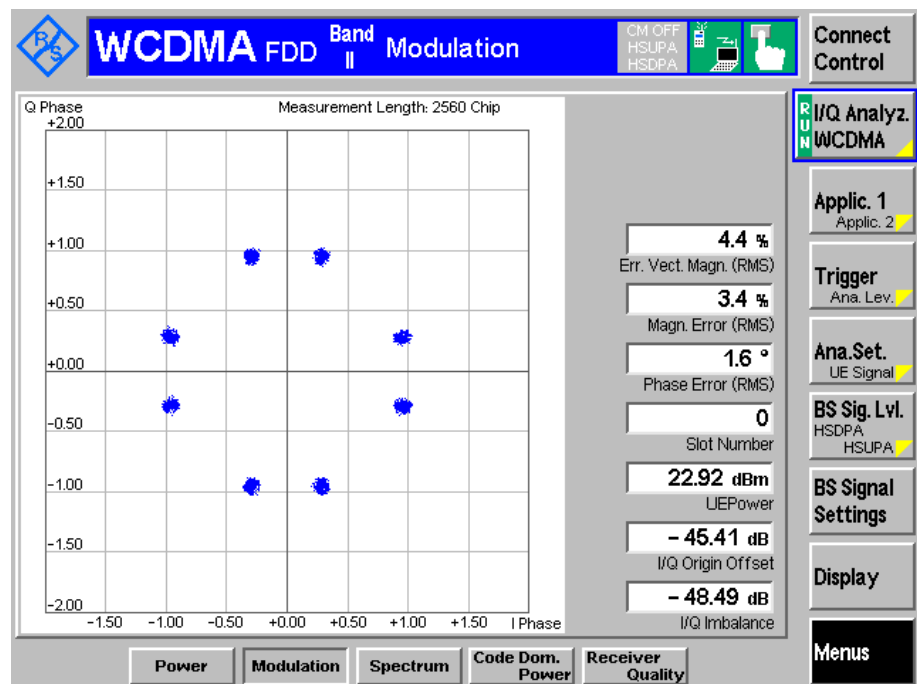 R&S
WCDMA FDD Band II Modulation
CM OFF
HSUPA
HSDPA
Connect
Control
Q Phase
Measurement Length: 2560 Chip
+2.00
+1.50
+1.00
+0.50
+0.00
-0.50
-1.00
-1.50
-2.00
-1.50 -1.00 -0.50 +0.00 +0.50 +1.00 +1.50 I Phase
4.4 %
Err. Vect. Magn. (RMS)
3.4 %
Magn. Error (RMS)
1.6 °
Phase Error (RMS)
0
Slot Number
22.92 dBm
UEPower
- 45.41 dB
I/Q Origin Offset
- 48.49 dB
I/Q Imbalance
RUN
I/Q Analyz.
WCDMA
Applic. 1
Applic. 2
Trigger
Ana. Lev.
Ana.Set.
UE Signal
BS Sig. Lvl.
HSDPA
HSUPA
BS Signal
Settings
Display
Menus
Power
Modulation
Spectrum
Code Dom.
Power
Receiver
Quality